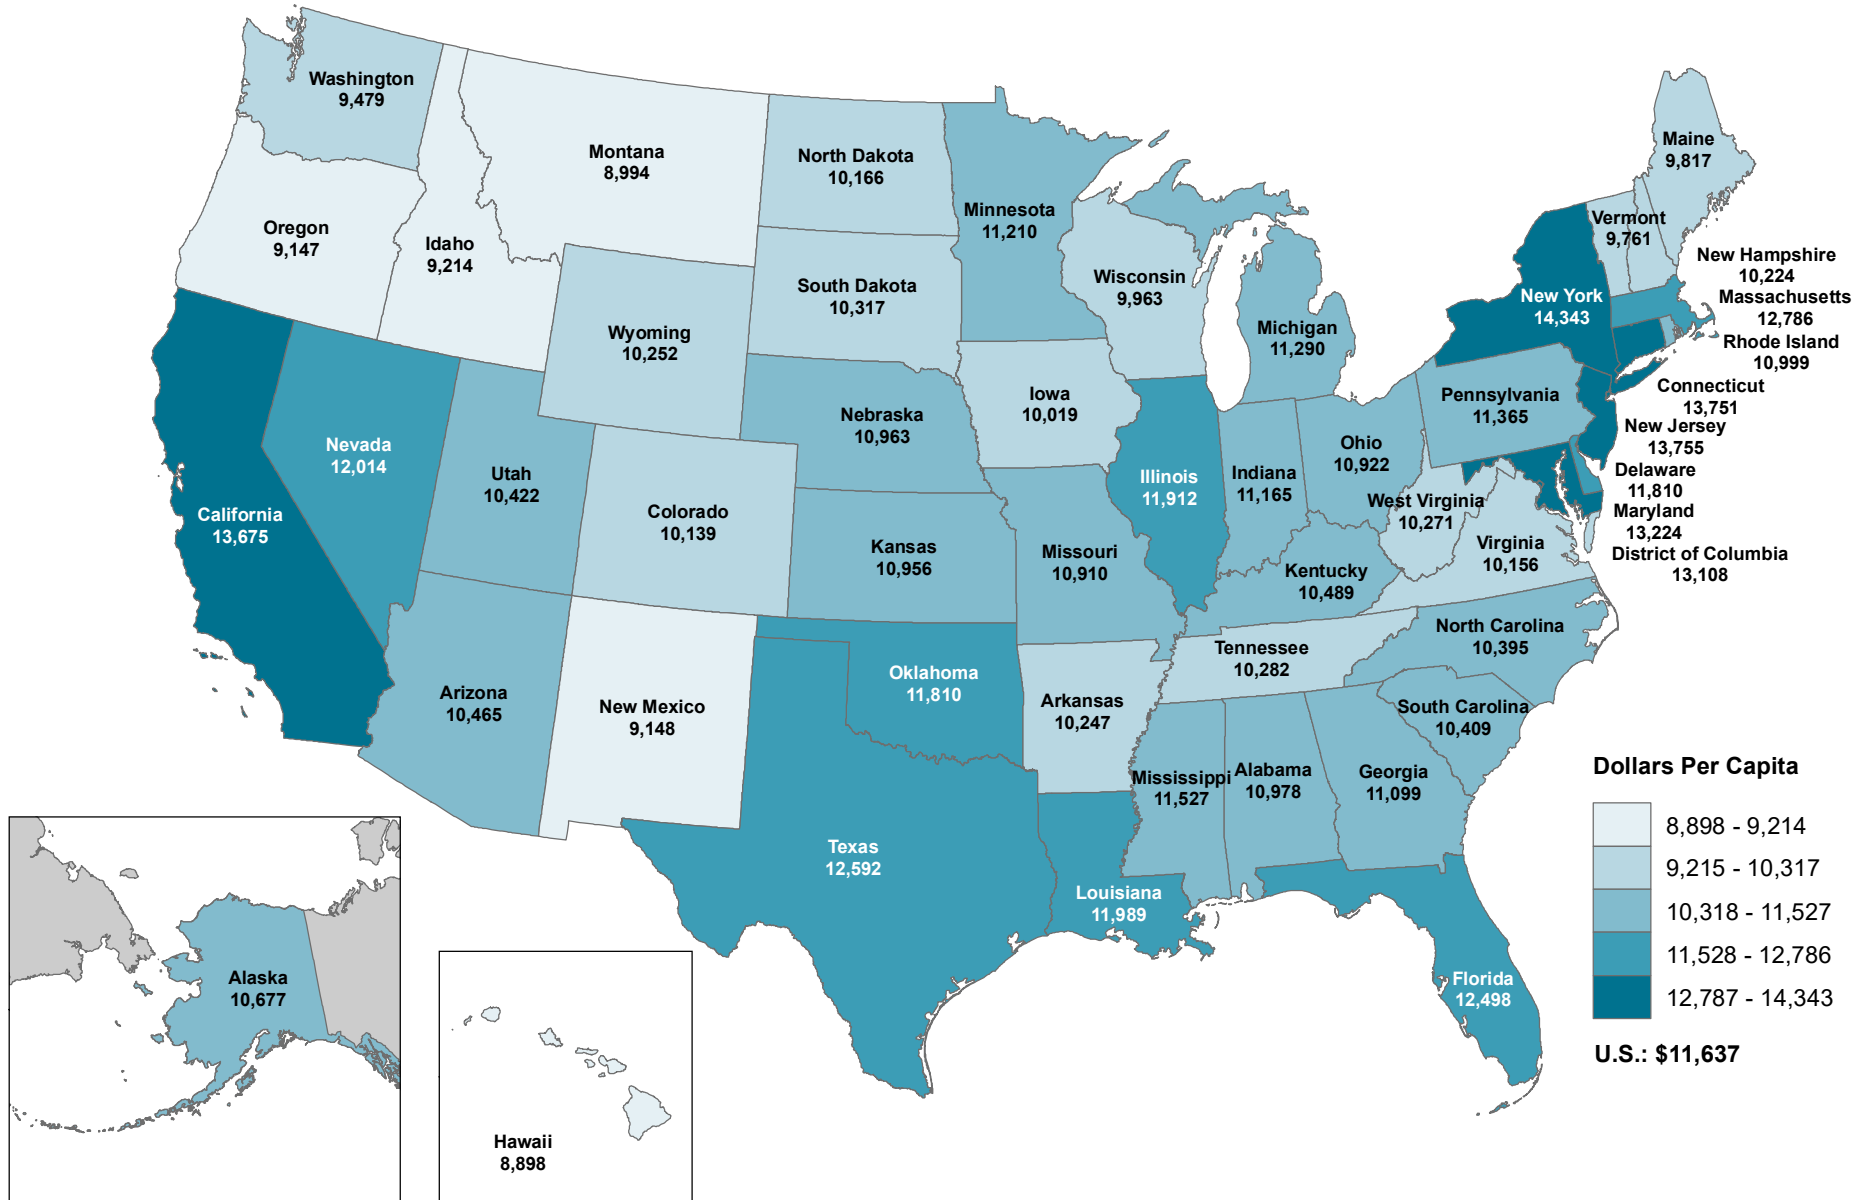 Washington
9,479
Oregon
9,147
Idaho
9,214
Montana
8,994
North Dakota
10,166
Minnesota
11,210
South Dakota
10,317
Wyoming
10,252
Wisconsin
9,963
Michigan
11,290
Maine
9,817
Vermont
9,761
New Hampshire
10,224
New York
14,343
Massachusetts
12,786
Rhode Island
10,999
Connecticut
13,751
New Jersey
13,755
Delaware
11,810
Maryland
13,224
District of Columbia
13,108
Pennsylvania
11,365
Iowa
10,019
Nebraska
10,963
Nevada
12,014
Utah
10,422
California
13,675
Colorado
10,139
Kansas
10,956
Missouri
10,910
Illinois
11,912
Indiana
11,165
Ohio
10,922
West Virginia
10,271
Virginia
10,156
Kentucky
10,489
North Carolina
10,395
Tennessee
10,282
South Carolina
10,409
Arizona
10,465
New Mexico
9,148
Oklahoma
11,810
Arkansas
10,247
Mississippi
11,527
Alabama
10,978
Georgia
11,099
Texas
12,592
Louisiana
11,989
Florida
12,498
Alaska
10,677
Hawaii
8,898
Dollars Per Capita
8,898 - 9,214
9,215 - 10,317
10,318 - 11,527
11,528 - 12,786
12,787 - 14,343
U.S.: $11,637